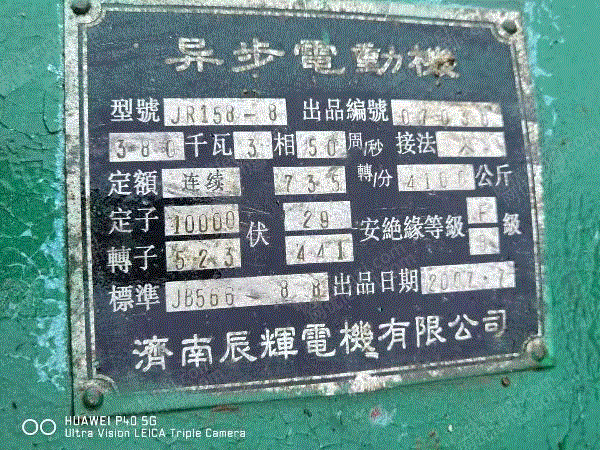 异步電動機
型號 JR158-8 出品編號 07030
380 千瓦 3 相 50 周/秒 接法
定額 连续 735 轉/分 410 公斤
定子 10000 伏 29 安 絶緣等級 F 級
轉子 523 441
標準 JB566-88 出品日期 2007.7
濟南辰輝電機有限公司
HUAWEI P40 5G
Ultra Vision LEICA Triple Camera